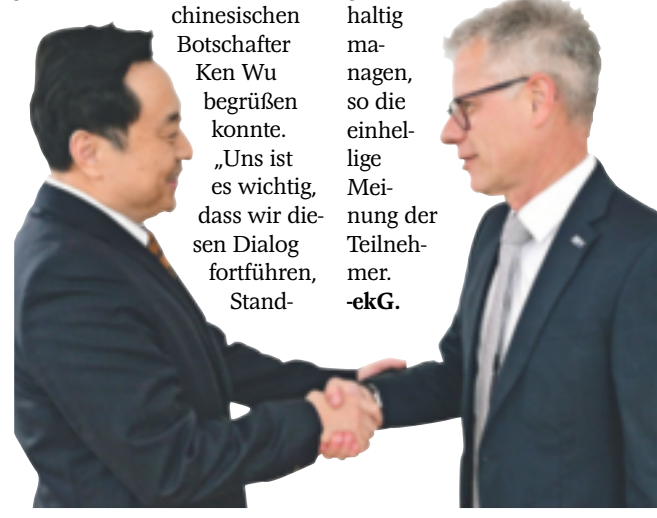 chinesischen
Botschafter
Ken Wu
begrüßen
konnte.
„Uns ist
es wichtig,
dass wir die-
sen Dialog
fortführen,
Stand-
haltig
ma-
nagen,
so die
einhel-
lige
Mei-
nung der
Teilneh-
mer.
-ekG.